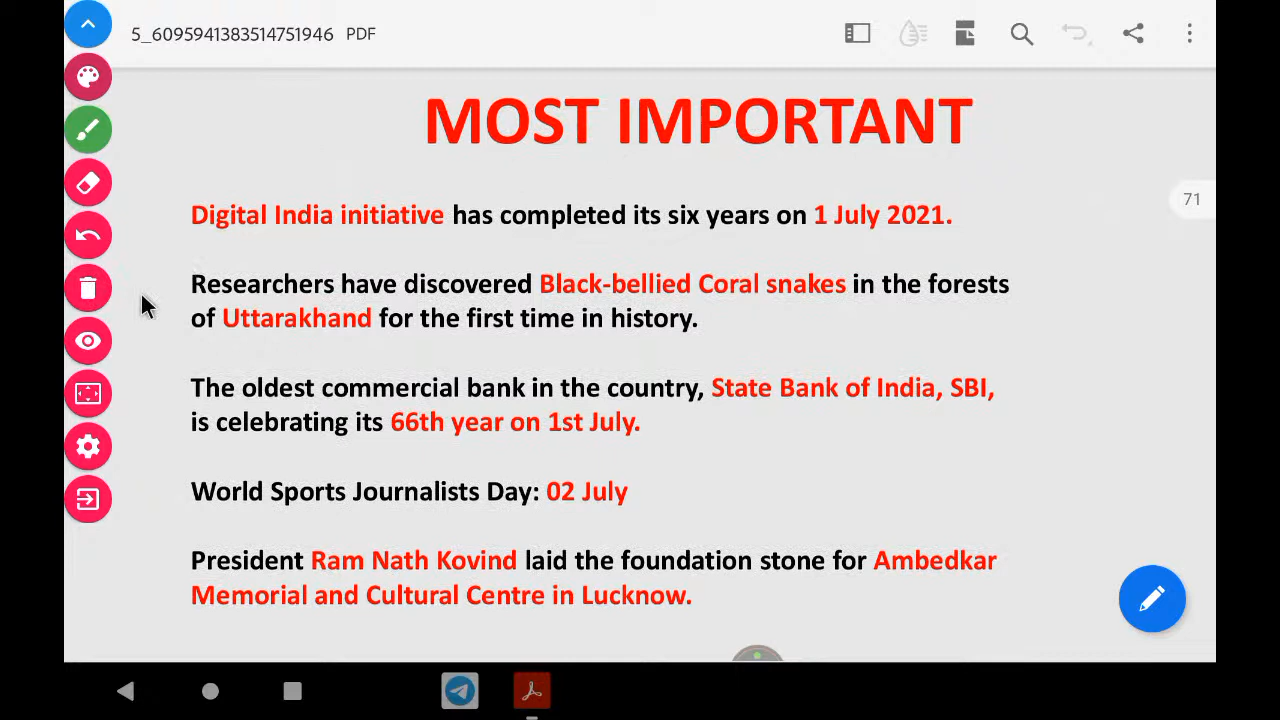 5_6095941383514751946 PDF
MOST IMPORTANT
71
Digital India initiative has completed its six years on 1 July 2021.
Researchers have discovered Black-bellied Coral snakes in the forests
of Uttarakhand for the first time in history.
The oldest commercial bank in the country, State Bank of India, SBI,
is celebrating its 66th year on 1st July.
World Sports Journalists Day: 02 July
President Ram Nath Kovind laid the foundation stone for Ambedkar
Memorial and Cultural Centre in Lucknow.